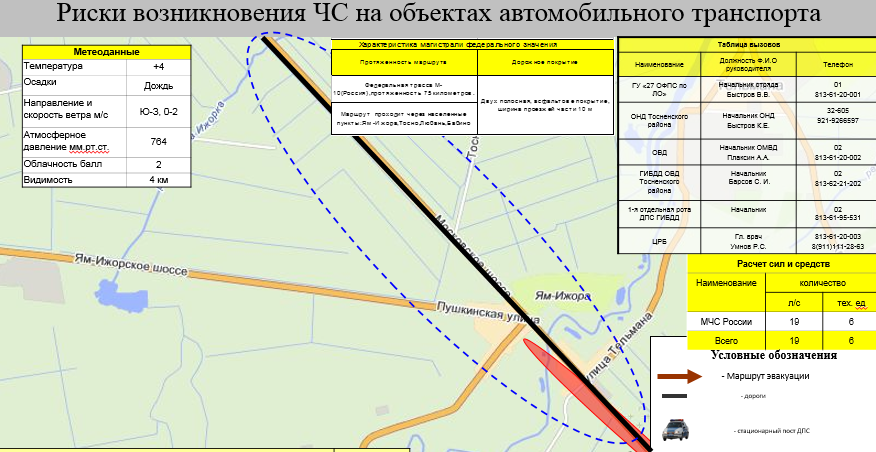 Риски возникновения ЧС на объектах автомобильного транспорта
Метеоданные
Температура +4
Осадки Дождь
Направление и
скорость ветра м/с Ю-3, 0-2
Атмосферное
давление мм.рт.ст. 764
Облачность балл 2
Видимость 4 км
Характеристика магистрали федерального значения
Протяженность маршрута Дорожное покрытие
Федеральная трасса М-
10(Россия),протяженность 75 километров.
Маршрут проходит через населенные
пункты:Ям-Ижора,Тосно,Любань,Бабино
Двух полосная, асфальтовое покрытие,
ширина проезжей части 10 м
Таблица вызовов
Наименование Должность Ф.И.О
руководителя Телефон
ГУ «27 ОФПС по
ЛО» Начальник отряда
Быстров В.В. 01
813-61-20-001
ОНД Тосненского
района Начальник ОНД
Быстров К.Е. 32-605
921-9266597
ОВД Начальник ОМВД
Плаксин А.А. 02
813-61-20-002
ГИБДД ОВД
Тосненского
района Начальник
Барсов С. И. 02
813-62-21-202
1-я отдельная рота
ДПС ГИБДД Начальник 02
813-61-95-531
ЦРБ Гл. врач
Умнов Р.С. 813-61-20-003
8(911)111-28-63
Расчет сил и средств
Наименование количество
л/с тех. ед
МЧС России 19 6
Всего 19 6
Условные обозначения
- Маршрут эвакуации
- дороги
- стационарный пост ДПС
Ижорка
Тосн
Московское шоссе
Ям-Ижорское шоссе
Пушкинская улица
Ям-Ижора
улица Тельмана